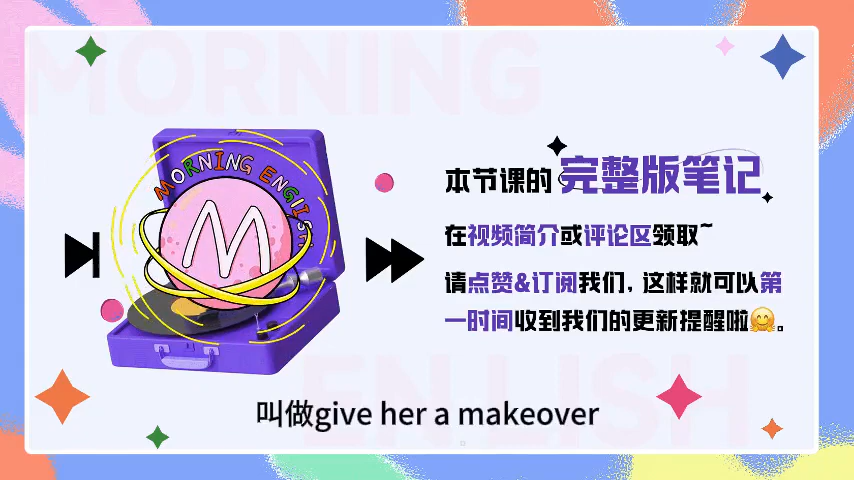 MORNING
MORNING ENGLISH
M
本节课的 完整版笔记
在视频简介或评论区领取~
请点赞&订阅我们, 这样就可以第
一时间收到我们的更新提醒啦🤗。
EN LISH
叫做give her a makeover